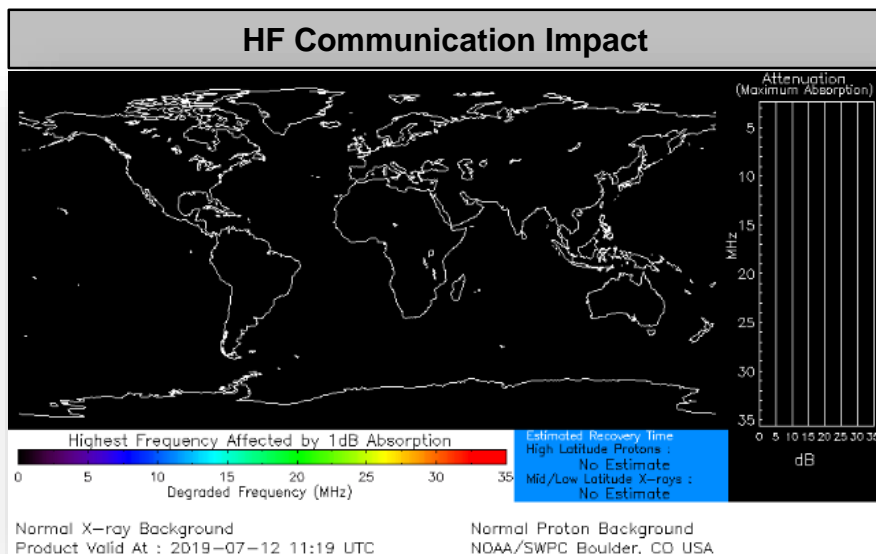 HF Communication Impact
Attenuation
(Maximum Absorption)
5
10
15
20
25
30
35
MHz
0 5 10 15 20 25 30 35
dB
Highest Frequency Affected by 1dB Absorption
0 5 10 15 20 25 30 35
Degraded Frequency (MHz)
Estimated Recovery Time
High Latitude Protons :
No Estimate
Mid/Low Latitude X-rays :
No Estimate
Normal X-ray Background
Product Valid At : 2019-07-12 11:19 UTC
Normal Proton Background
NOAA/SWPC Boulder, CO USA